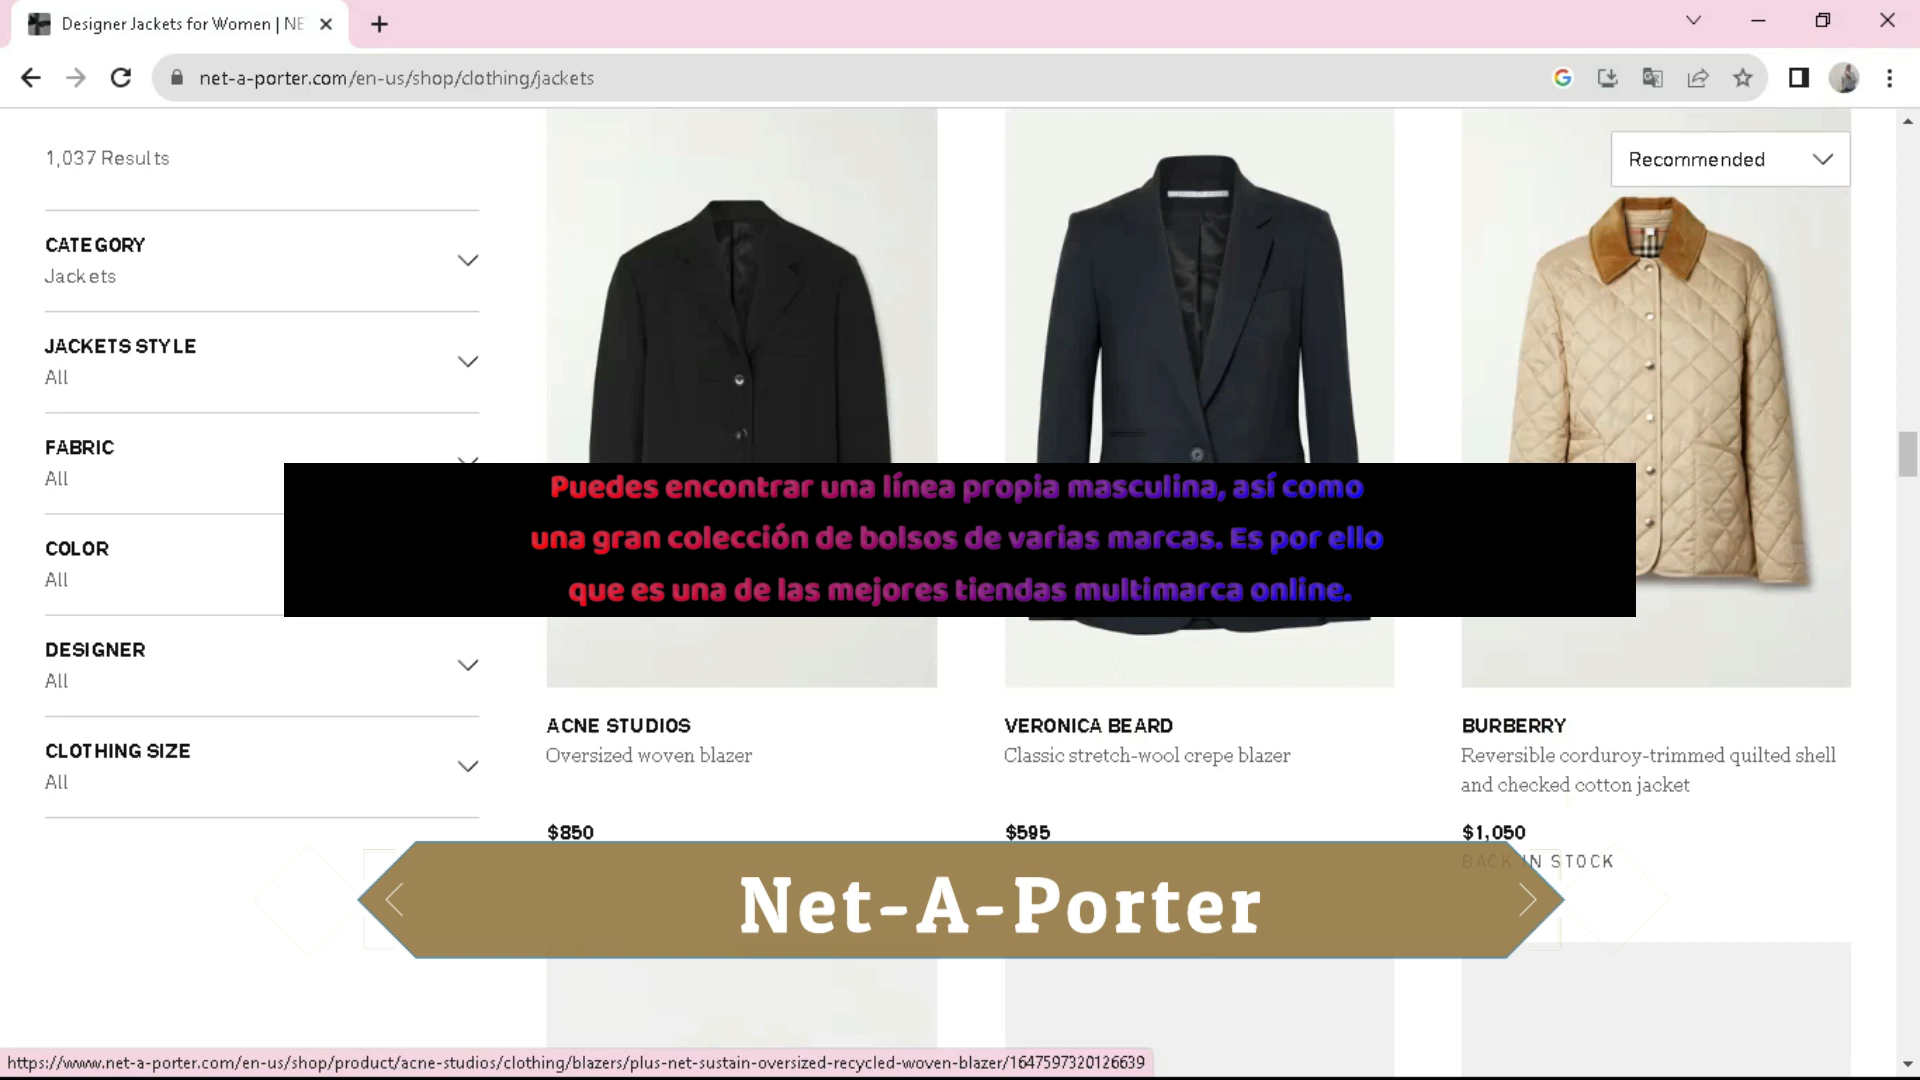 Designer Jackets for Women | NE
net-a-porter.com/en-us/shop/clothing/jackets
1,037 Results
Recommended
CATEGORY
Jackets
JACKETS STYLE
All
FABRIC
All
COLOR
All
DESIGNER
All
CLOTHING SIZE
All
Puedes encontrar una línea propia masculina, así como
una gran colección de bolsos de varias marcas. Es por ello
que es una de las mejores tiendas multimarca online.
ACNE STUDIOS
Oversized woven blazer
$850
VERONICA BEARD
Classic stretch-wool crepe blazer
$595
BURBERRY
Reversible corduroy-trimmed quilted shell
and checked cotton jacket
$1,050
BACK IN STOCK
Net-A-Porter
https://www.net-a-porter.com/en-us/shop/product/acne-studios/clothing/blazers/plus-net-sustain-oversized-recycled-woven-blazer/1647597320126639